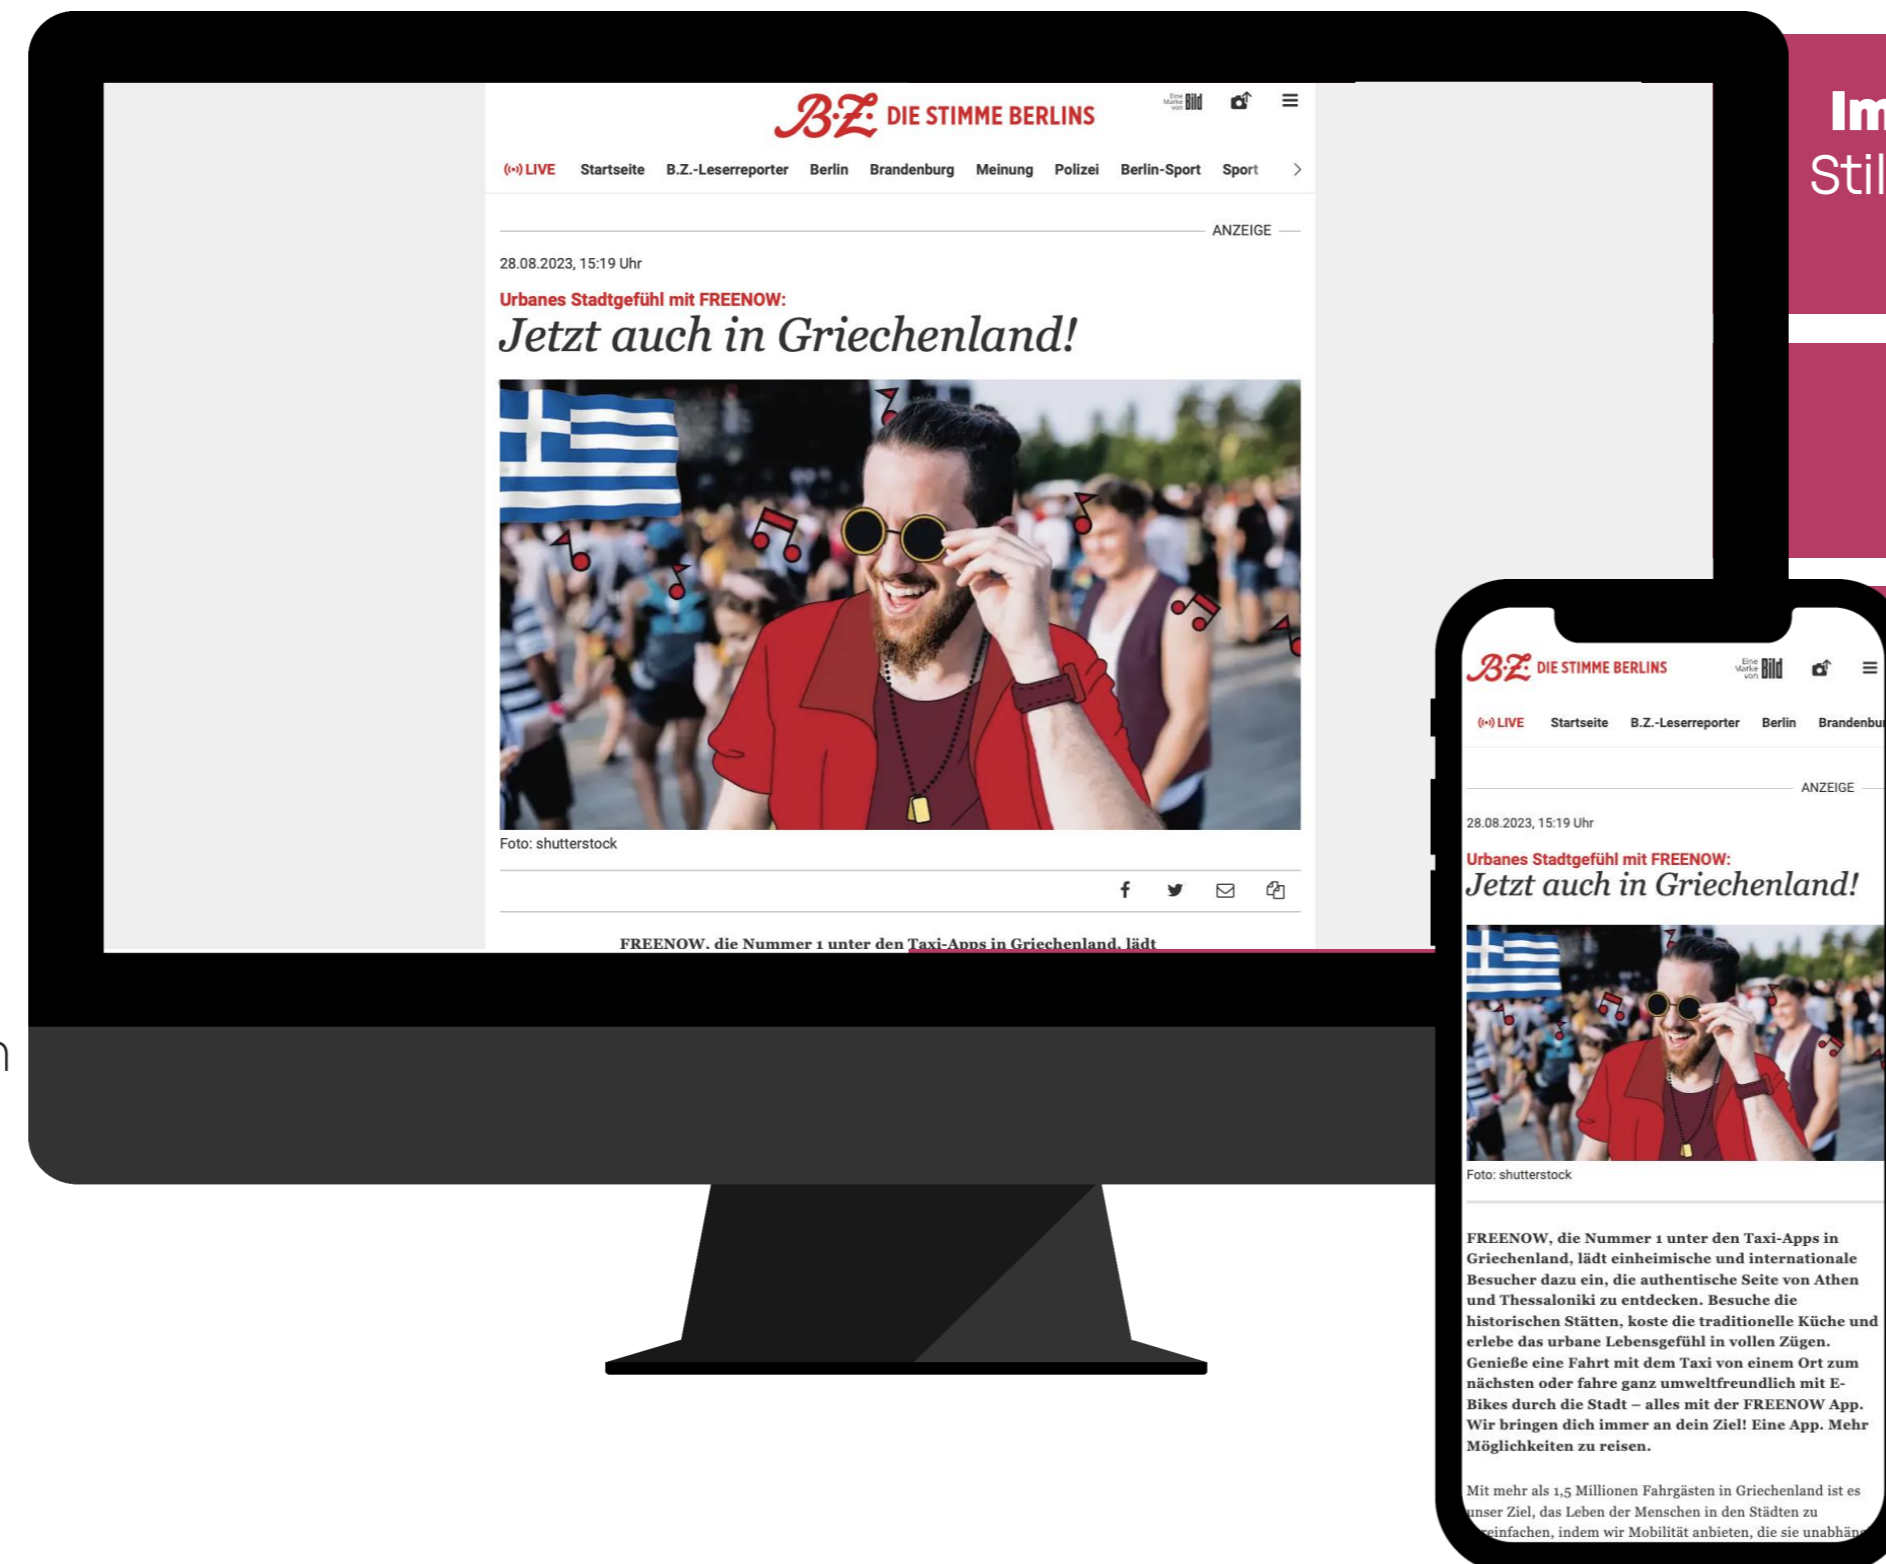 B.Z. DIE STIMME BERLINS
Eine Marke von Bild
LIVE Startseite B.Z.-Leserreporter Berlin Brandenburg Meinung Polizei Berlin-Sport Sport
ANZEIGE
28.08.2023, 15:19 Uhr
Urbanes Stadtgefühl mit FREENOW:
Jetzt auch in Griechenland!
Foto: shutterstock
FREENOW, die Nummer 1 unter den Taxi-Apps in Griechenland, lädt
B.Z. DIE STIMME BERLINS
Eine Marke von Bild
LIVE Startseite B.Z.-Leserreporter Berlin Brandenbu
ANZEIGE
28.08.2023, 15:19 Uhr
Urbanes Stadtgefühl mit FREENOW:
Jetzt auch in Griechenland!
Foto: shutterstock
FREENOW, die Nummer 1 unter den Taxi-Apps in
Griechenland, lädt einheimische und internationale
Besucher dazu ein, die authentische Seite von Athen
und Thessaloniki zu entdecken. Besuche die
historischen Stätten, koste die traditionelle Küche und
erlebe das urbane Lebensgefühl in vollen Zügen.
Genieße eine Fahrt mit dem Taxi von einem Ort zum
nächsten oder fahre ganz umweltfreundlich mit E-
Bikes durch die Stadt – alles mit der FREENOW App.
Wir bringen dich immer an dein Ziel! Eine App. Mehr
Möglichkeiten zu reisen.
Mit mehr als 1,5 Millionen Fahrgästen in Griechenland ist es
unser Ziel, das Leben der Menschen in den Städten zu
einfachen, indem wir Mobilität anbieten, die sie unabhän
Im
Stil
n